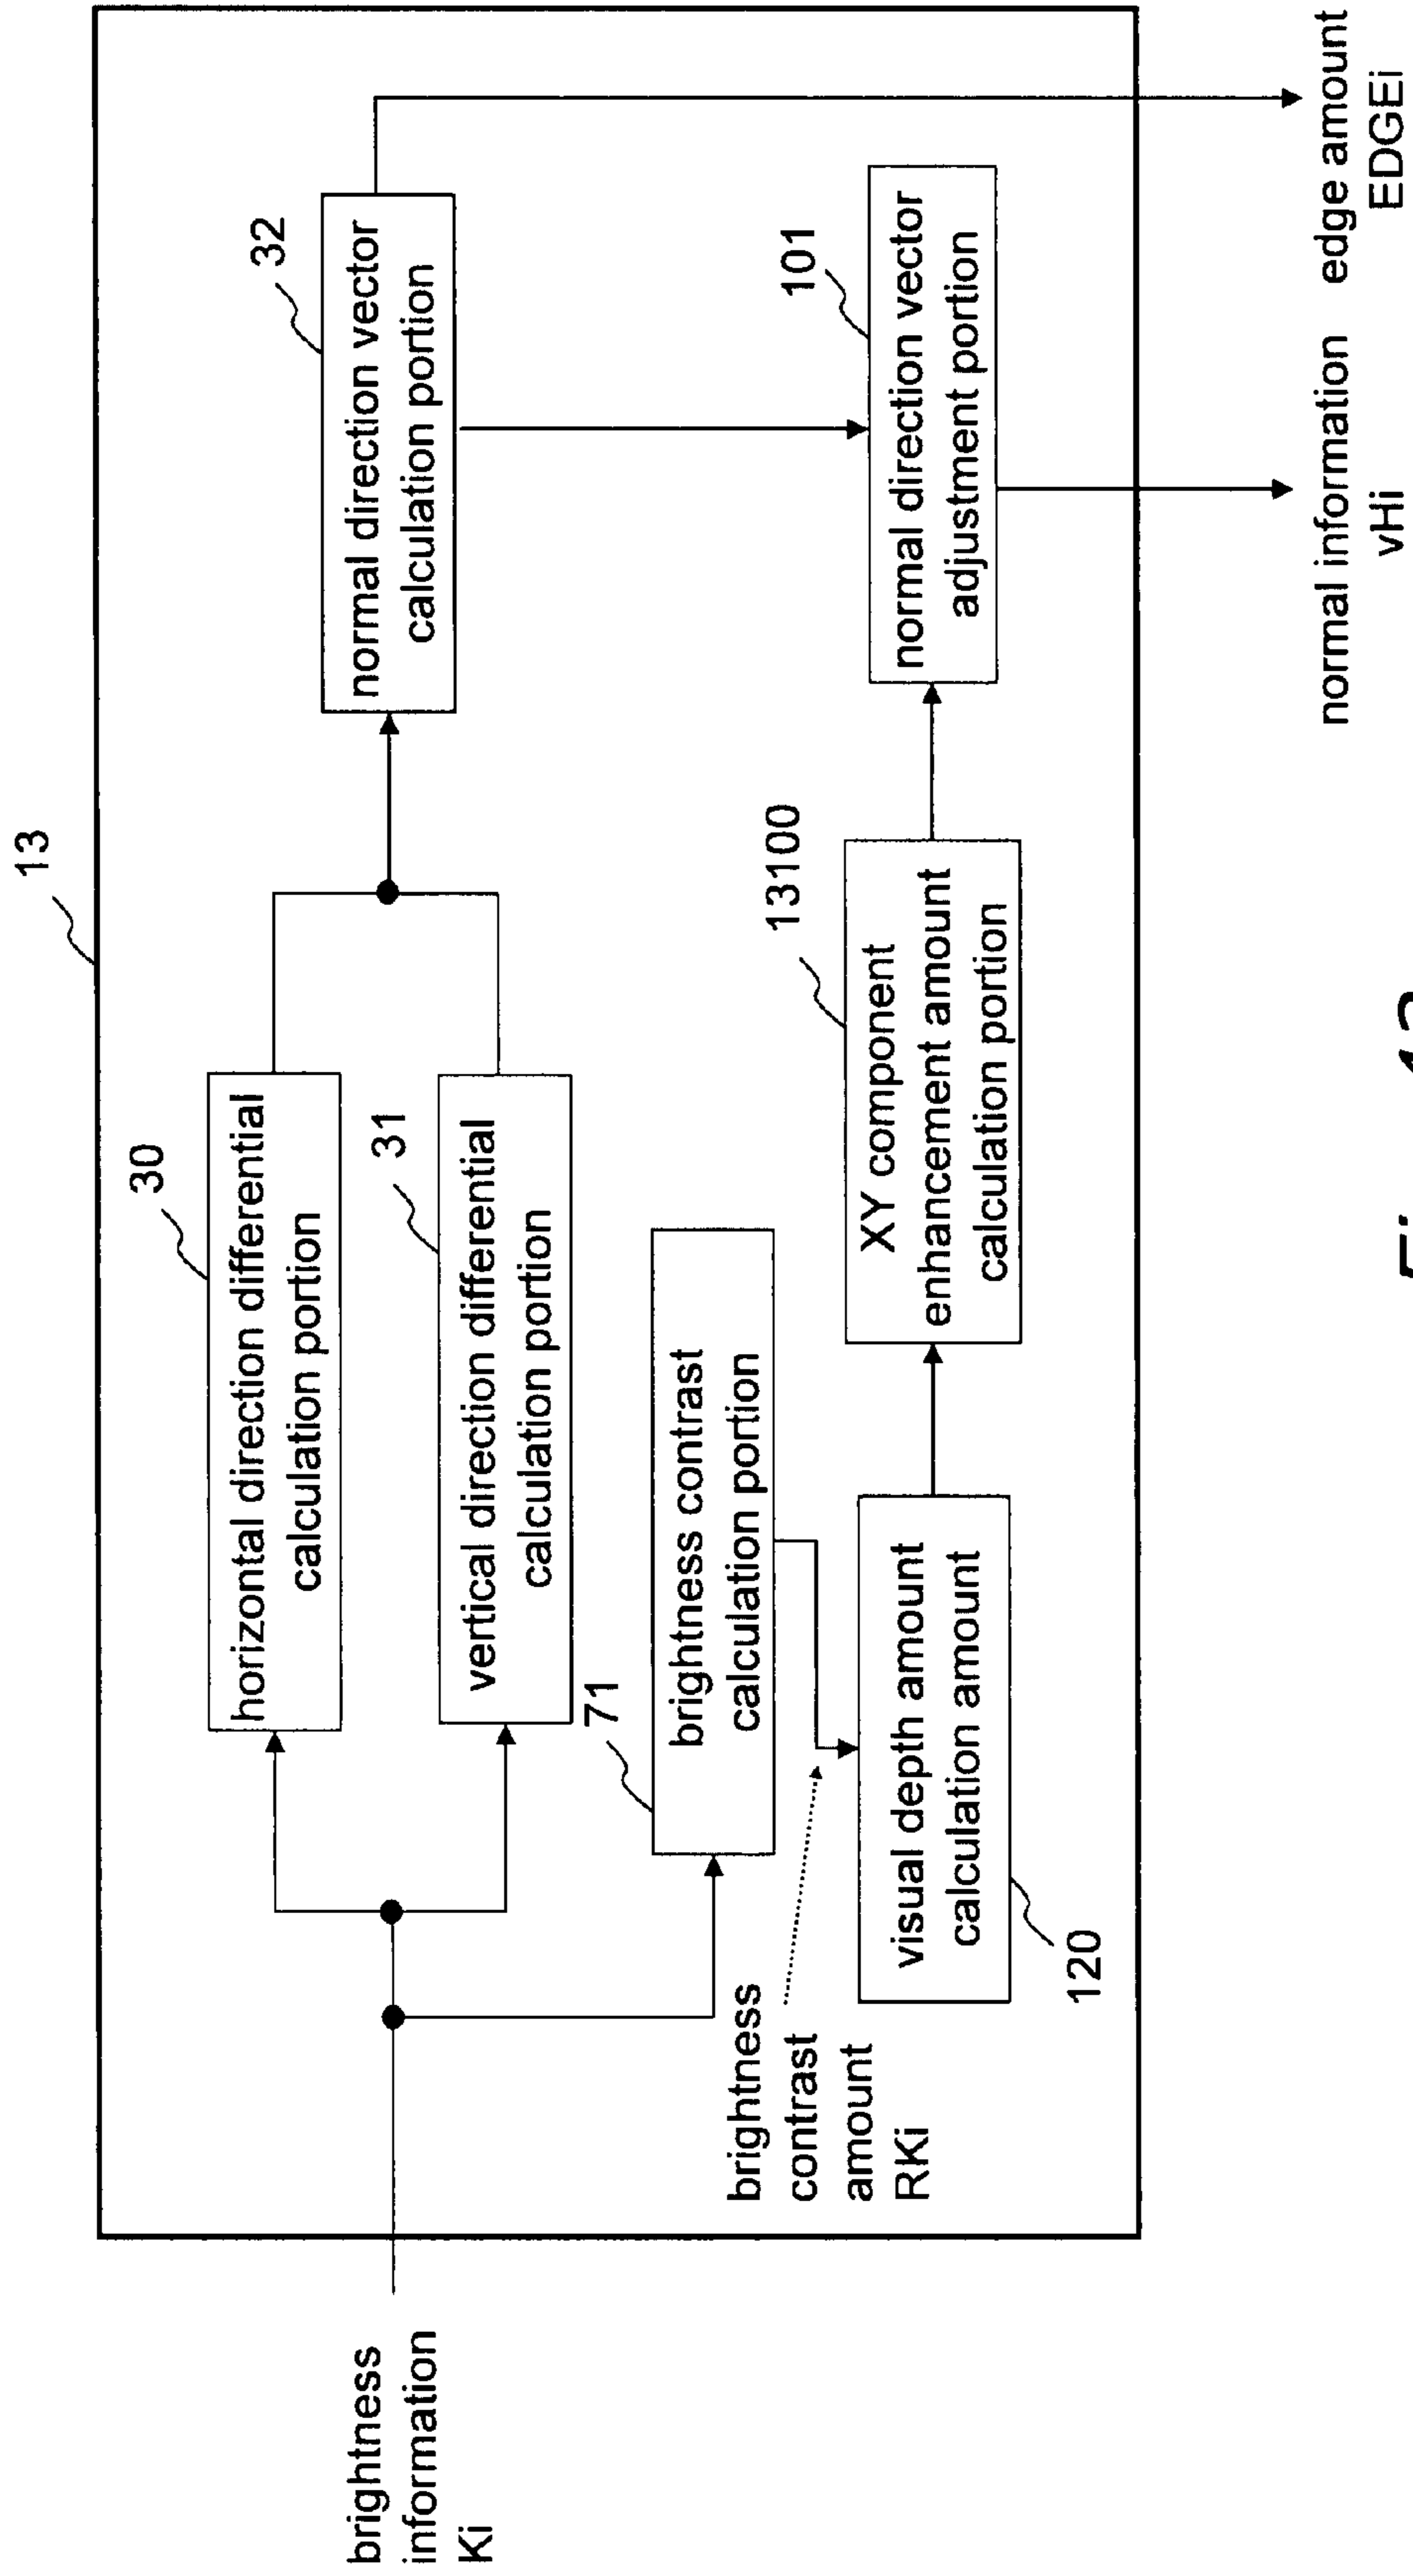 13
30
horizontal direction differential
calculation portion
31
vertical direction differential
calculation portion
32
normal direction vector
calculation portion
brightness
information
Ki
71
brightness contrast
calculation portion
brightness
contrast
amount
RKi
visual depth amount
calculation amount
120
13100
XY component
enhancement amount
calculation portion
101
normal direction vector
adjustment portion
normal information
vHi
edge amount
EDGEi